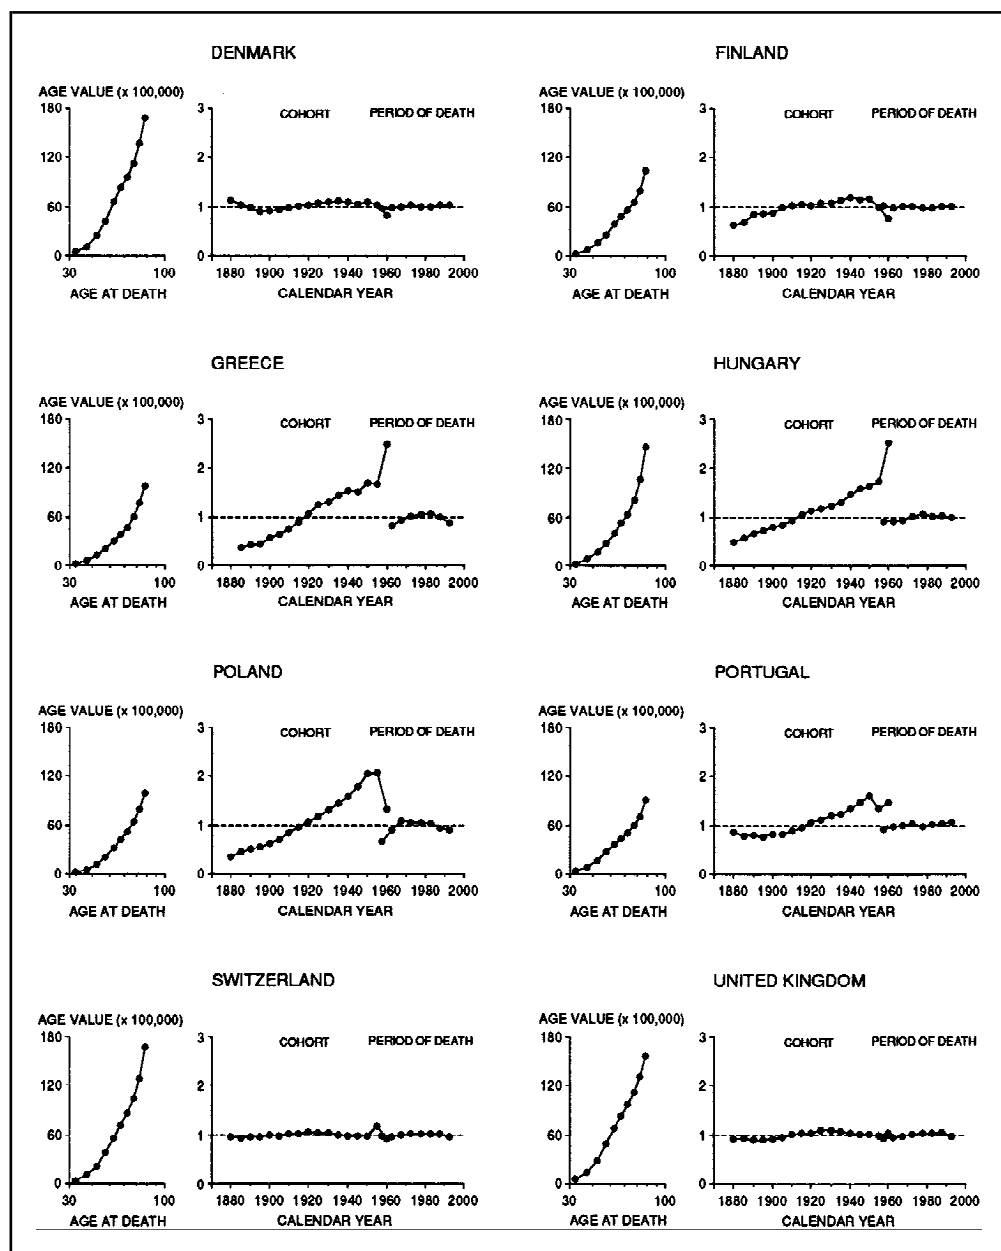 DENMARK FINLAND
AGE VALUE (x 100,000) AGE VALUE (x 100,000)
180 3 COHORT PERIOD OF DEATH 180 3 COHORT PERIOD OF DEATH
120 2 120 2
60 1 60 1
0 0 0 0
30 100 1880 1900 1920 1940 1960 1980 2000 30 100 1880 1900 1920 1940 1960 1980 2000
AGE AT DEATH CALENDAR YEAR AGE AT DEATH CALENDAR YEAR
GREECE HUNGARY
AGE VALUE (x 100,000) AGE VALUE (x 100,000)
180 3 COHORT PERIOD OF DEATH 180 3 COHORT PERIOD OF DEATH
120 2 120 2
60 1 60 1
0 0 0 0
30 100 1880 1900 1920 1940 1960 1980 2000 30 100 1880 1900 1920 1940 1960 1980 2000
AGE AT DEATH CALENDAR YEAR AGE AT DEATH CALENDAR YEAR
POLAND PORTUGAL
AGE VALUE (x 100,000) AGE VALUE (x 100,000)
180 3 COHORT PERIOD OF DEATH 180 3 COHORT PERIOD OF DEATH
120 2 120 2
60 1 60 1
0 0 0 0
30 100 1880 1900 1920 1940 1960 1980 2000 30 100 1880 1900 1920 1940 1960 1980 2000
AGE AT DEATH CALENDAR YEAR AGE AT DEATH CALENDAR YEAR
SWITZERLAND UNITED KINGDOM
AGE VALUE (x 100,000) AGE VALUE (x 100,000)
180 3 COHORT PERIOD OF DEATH 180 3 COHORT PERIOD OF DEATH
120 2 120 2
60 1 60 1
0 0 0 0
30 100 1880 1900 1920 1940 1960 1980 2000 30 100 1880 1900 1920 1940 1960 1980 2000
AGE AT DEATH CALENDAR YEAR AGE AT DEATH CALENDAR YEAR